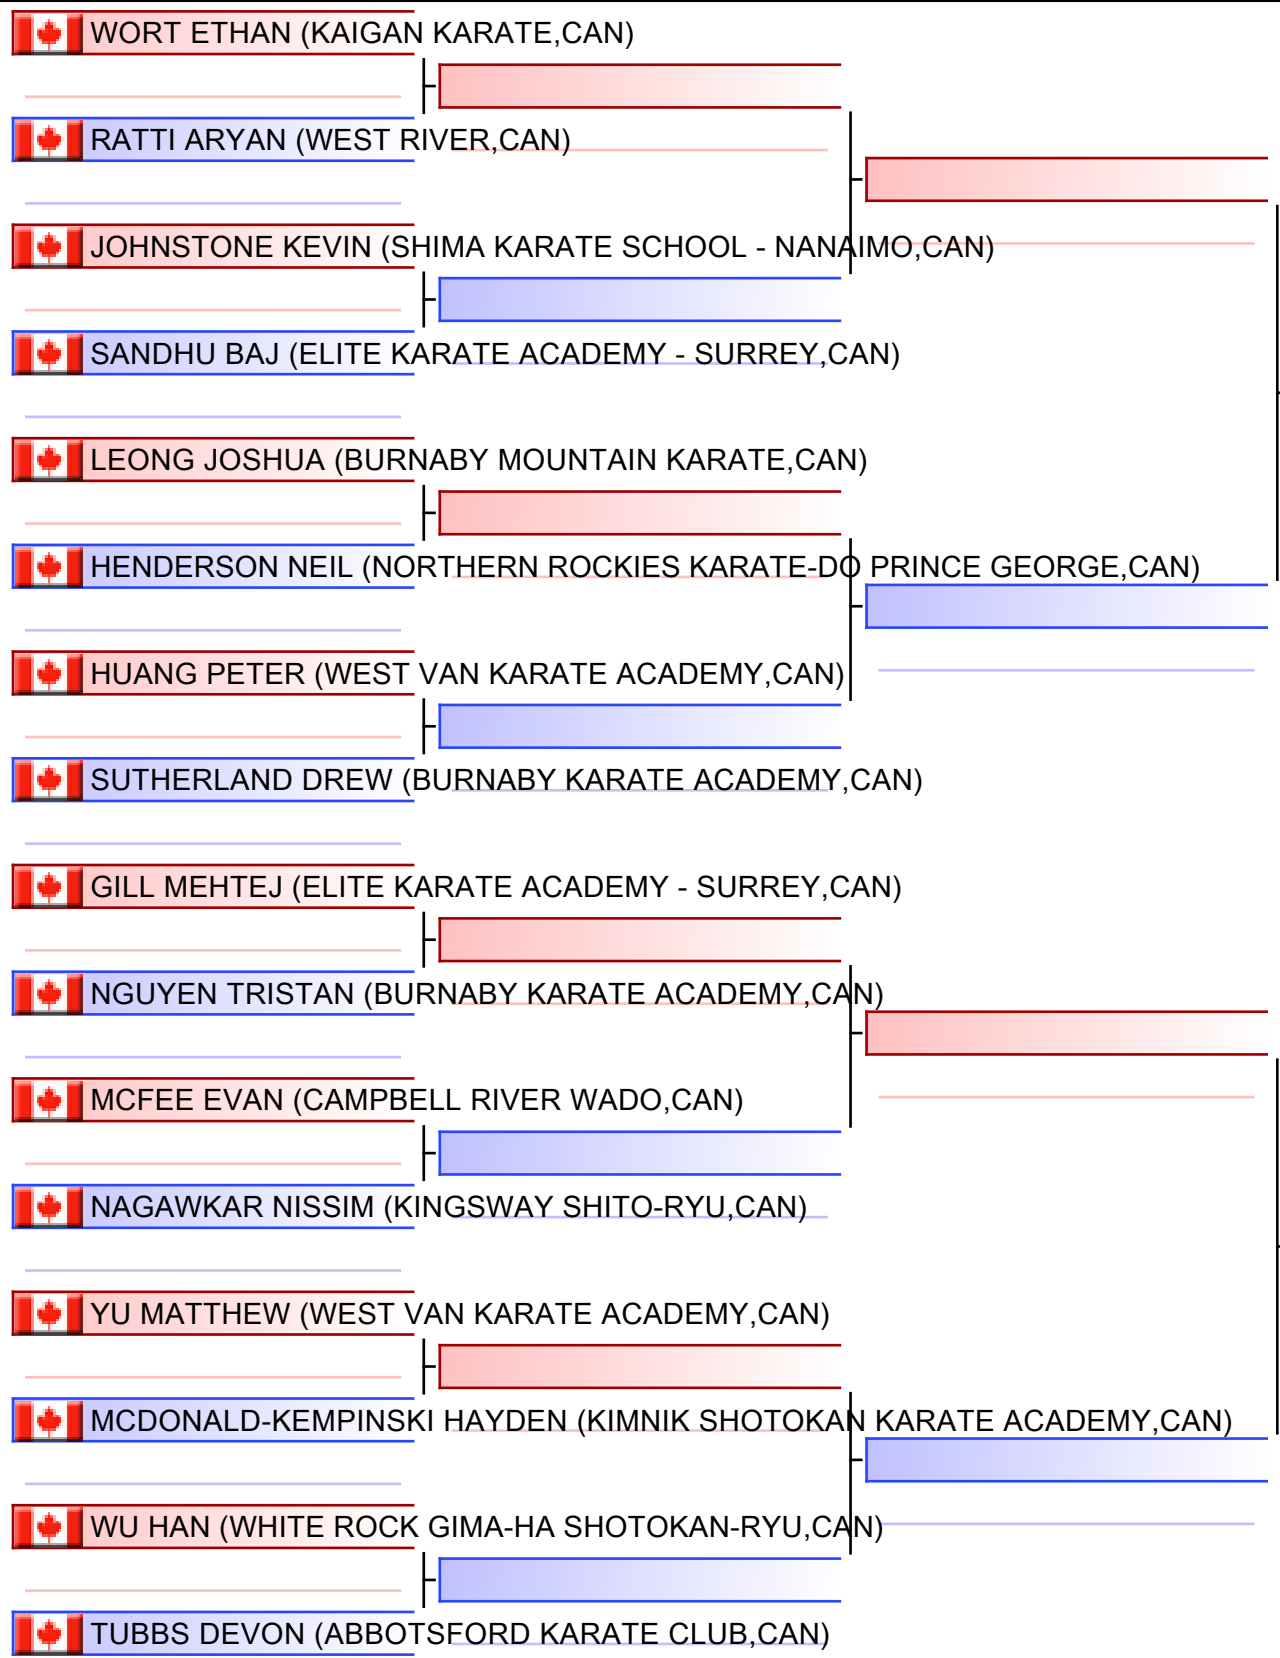 WORT ETHAN (KAIGAN KARATE,CAN)
RATTI ARYAN (WEST RIVER,CAN)
JOHNSTONE KEVIN (SHIMA KARATE SCHOOL - NANAIMO,CAN)
SANDHU BAJ (ELITE KARATE ACADEMY - SURREY,CAN)
LEONG JOSHUA (BURNABY MOUNTAIN KARATE,CAN)
HENDERSON NEIL (NORTHERN ROCKIES KARATE-DO PRINCE GEORGE,CAN)
HUANG PETER (WEST VAN KARATE ACADEMY,CAN)
SUTHERLAND DREW (BURNABY KARATE ACADEMY,CAN)
GILL MEHTEJ (ELITE KARATE ACADEMY - SURREY,CAN)
NGUYEN TRISTAN (BURNABY KARATE ACADEMY,CAN)
MCFEE EVAN (CAMPBELL RIVER WADO,CAN)
NAGAWKAR NISSIM (KINGSWAY SHITO-RYU,CAN)
YU MATTHEW (WEST VAN KARATE ACADEMY,CAN)
MCDONALD-KEMPINSKI HAYDEN (KIMNIK SHOTOKAN KARATE ACADEMY,CAN)
WU HAN (WHITE ROCK GIMA-HA SHOTOKAN-RYU,CAN)
TUBBS DEVON (ABBOTSFORD KARATE CLUB,CAN)